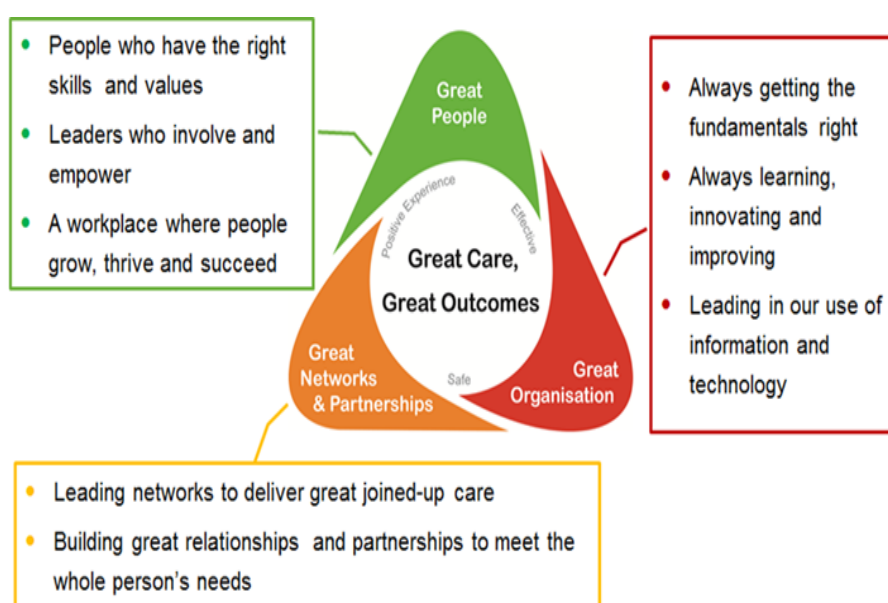 • People who have the right
skills and values
• Leaders who involve and
empower
• A workplace where people
grow, thrive and succeed
Great
People
• Always getting the
fundamentals right
• Always learning,
innovating and
improving
• Leading in our use of
information and
technology
Positive Experience
Effective
Great Care,
Great Outcomes
Safe
Great
Networks
& Partnerships
Great
Organisation
• Leading networks to deliver great joined-up care
• Building great relationships and partnerships to meet the
whole person's needs